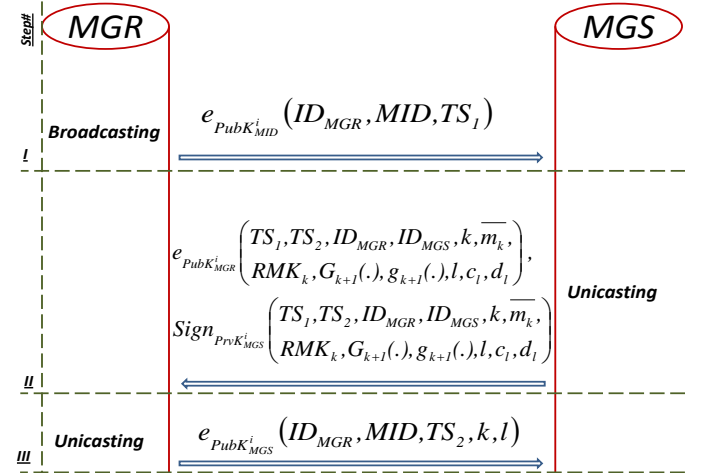 Step#
MGR
MGS
Broadcasting
e_{PubK^i_{MID}}(ID_{MGR}, MID, TS_1)
I
e_{PubK^i_{MGR}}(TS_1, TS_2, ID_{MGR}, ID_{MGS}, k, \overline{m_k},
RMK_k, G_{k+1}(.), g_{k+1}(.), l, c_l, d_l),
Unicasting
Sign_{PrvK^i_{MGS}}(TS_1, TS_2, ID_{MGR}, ID_{MGS}, k, \overline{m_k},
RMK_k, G_{k+1}(.), g_{k+1}(.), l, c_l, d_l)
II
Unicasting
e_{PubK^i_{MGS}}(ID_{MGR}, MID, TS_2, k, l)
III